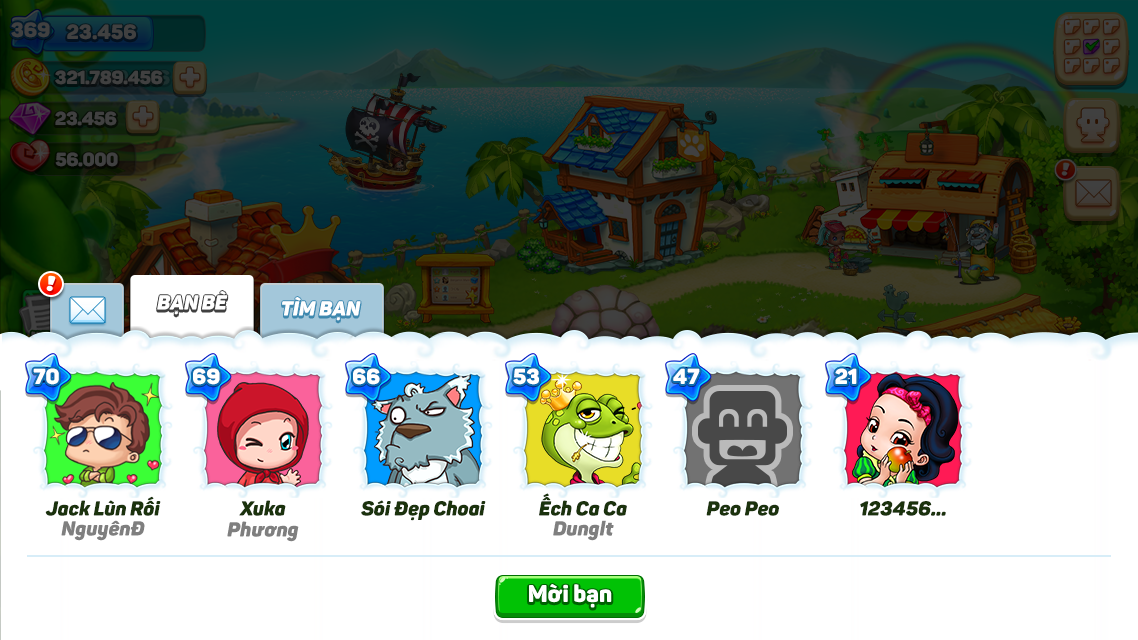 369 23.456
321.789.456
23.456
56.000
BẠN BÈ
TÌM BẠN
70
69
66
53
47
21
Jack Lùn Rối
NguyênĐ
Xuka
Phương
Sói Đẹp Choai
Ếch Ca Ca
Dunglt
Peo Peo
123456...
Mời bạn